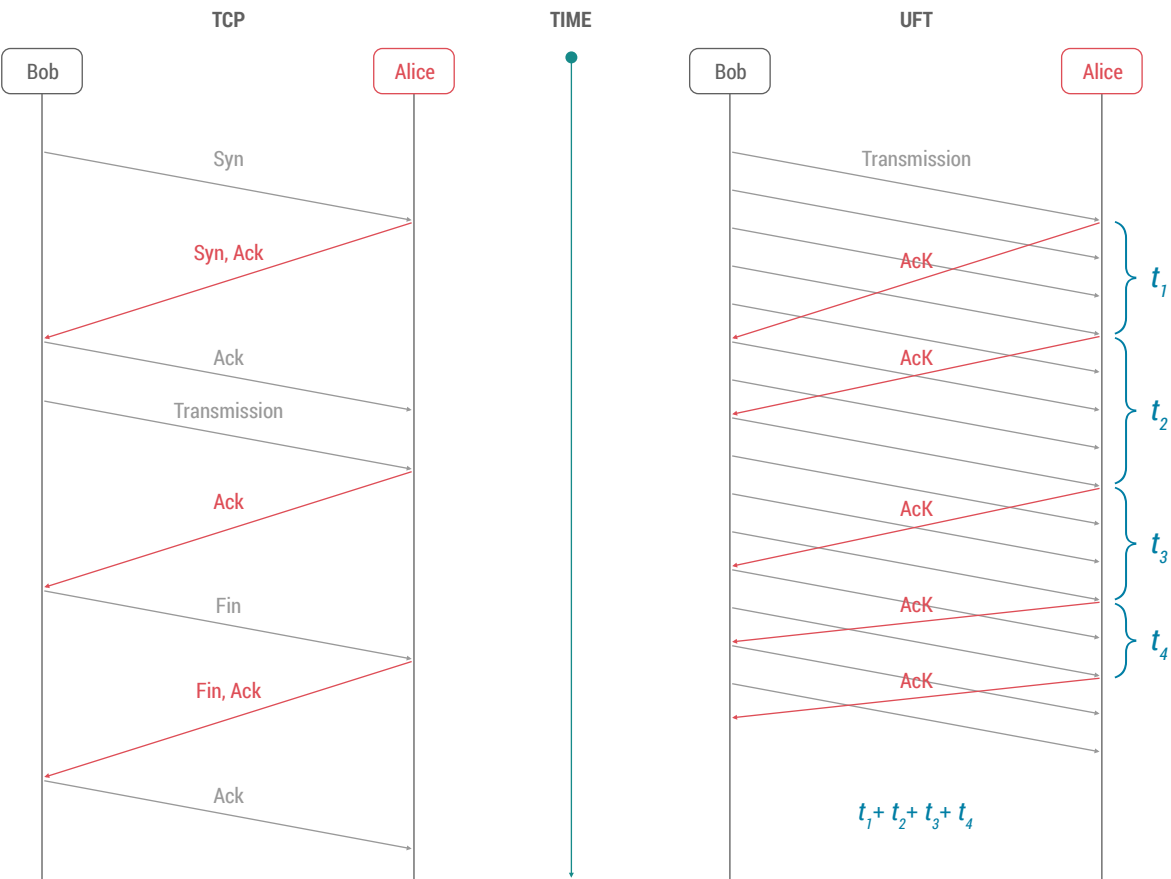 TCP
TIME
UFT
Bob
Alice
Bob
Alice
Syn
Transmission
Syn, Ack
AcK
t1
Ack
AcK
Transmission
t2
Ack
AcK
t3
Fin
AcK
t4
Fin, Ack
AcK
Ack
t1+ t2+ t3+ t4